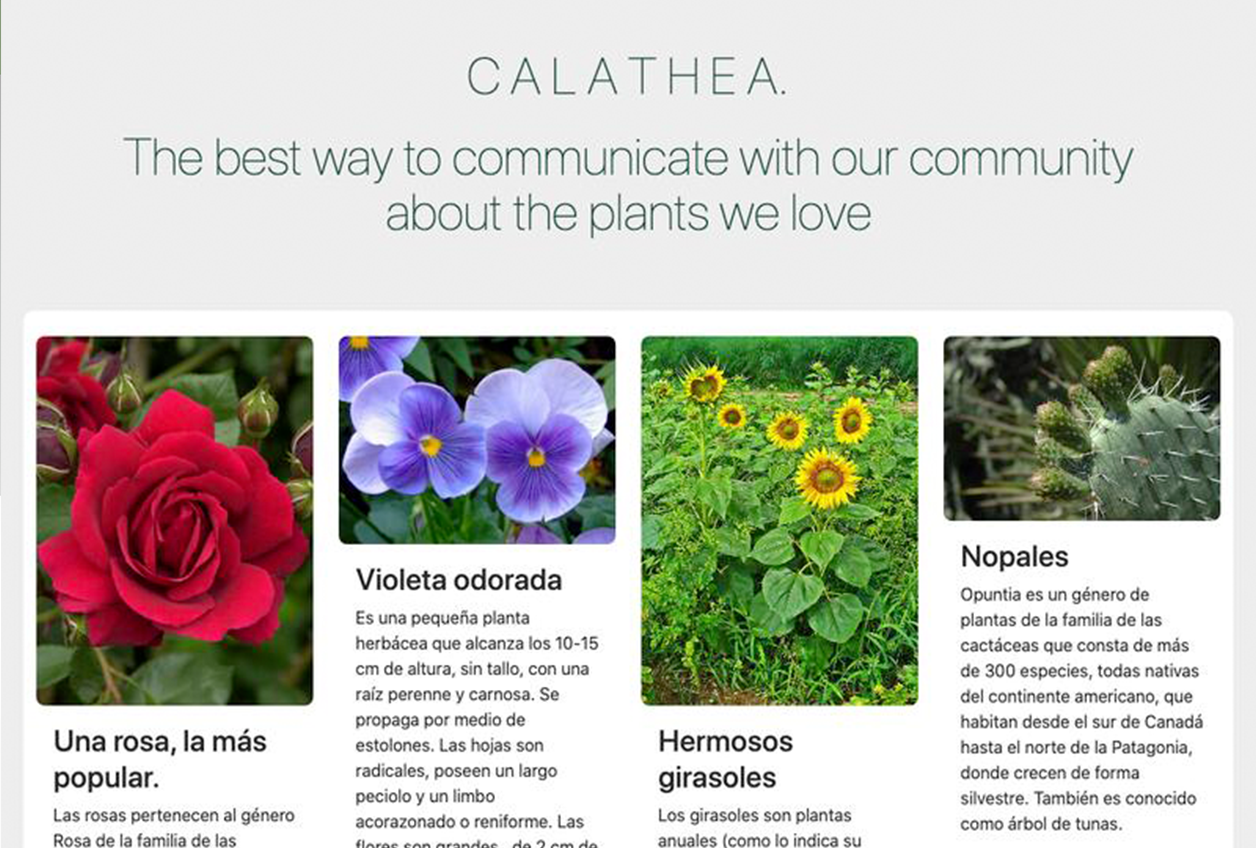 CALATHEA.
The best way to communicate with our community
about the plants we love
Una rosa, la más
popular.
Las rosas pertenecen al género
Rosa de la familia de las
Violeta odorada
Es una pequeña planta
herbácea que alcanza los 10-15
cm de altura, sin tallo, con una
raíz perenne y carnosa. Se
propaga por medio de
estolones. Las hojas son
radicales, poseen un largo
peciolo y un limbo
acorazonado o reniforme. Las
flores son grandes, de 2 cm de
Hermosos
girasoles
Los girasoles son plantas
anuales (como lo indica su
Nopales
Opuntia es un género de
plantas de la familia de las
cactáceas que consta de más
de 300 especies, todas nativas
del continente americano, que
habitan desde el sur de Canadá
hasta el norte de la Patagonia,
donde crecen de forma
silvestre. También es conocido
como árbol de tunas.